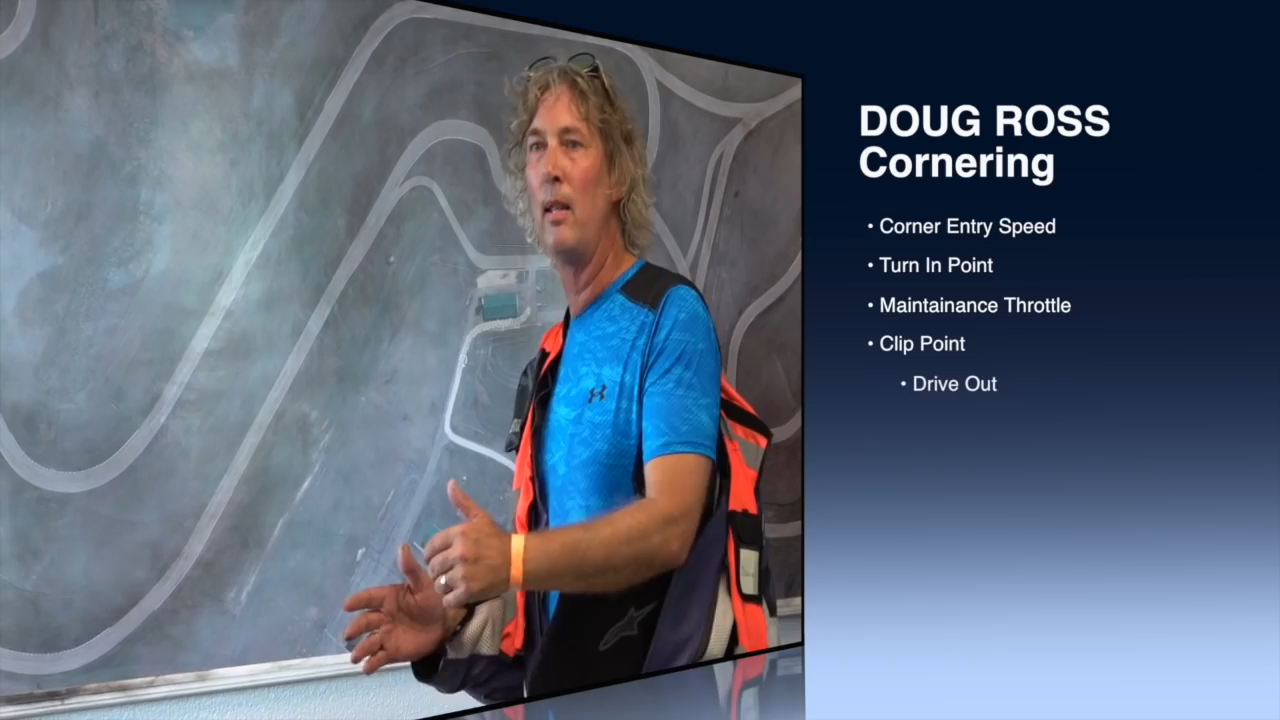 DOUG ROSS
Cornering
• Corner Entry Speed
• Turn In Point
• Maintainance Throttle
• Clip Point
• Drive Out